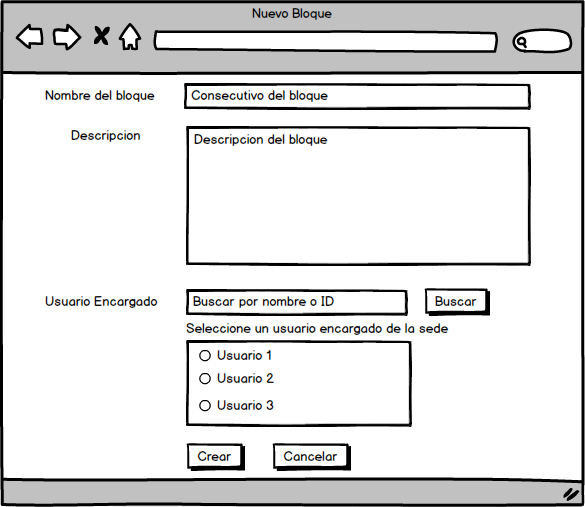 Nuevo Bloque
Nombre del bloque
Consecutivo del bloque
Descripcion
Descripcion del bloque
Usuario Encargado
Buscar por nombre o ID
Buscar
Seleccione un usuario encargado de la sede
Usuario 1
Usuario 2
Usuario 3
Crear
Cancelar